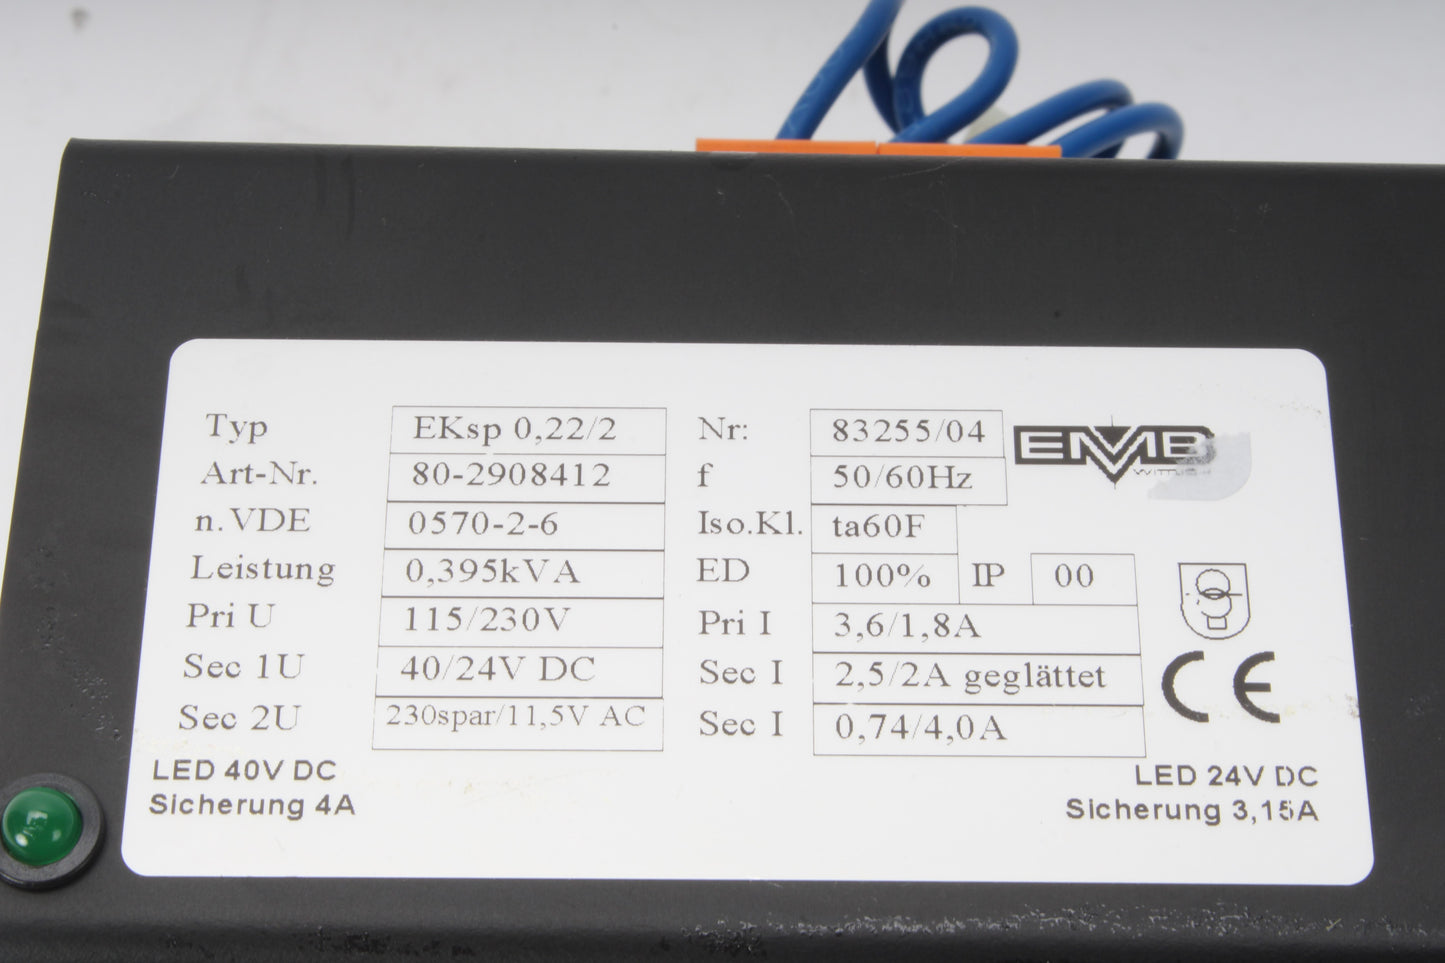 Typ EKsp 0,22/2 Nr: 83255/04 EMB
Art-Nr. 80-2908412 f 50/60Hz
n.VDE 0570-2-6 Iso.Kl. ta60F
Leistung 0,395kVA ED 100% IP 00
Pri U 115/230V Pri I 3,6/1,8A
Sec 1U 40/24V DC Sec I 2,5/2A geglättet CE
Sec 2U 230spar/11,5V AC Sec I 0,74/4,0A
LED 40V DC LED 24V DC
Sicherung 4A Sicherung 3,15A